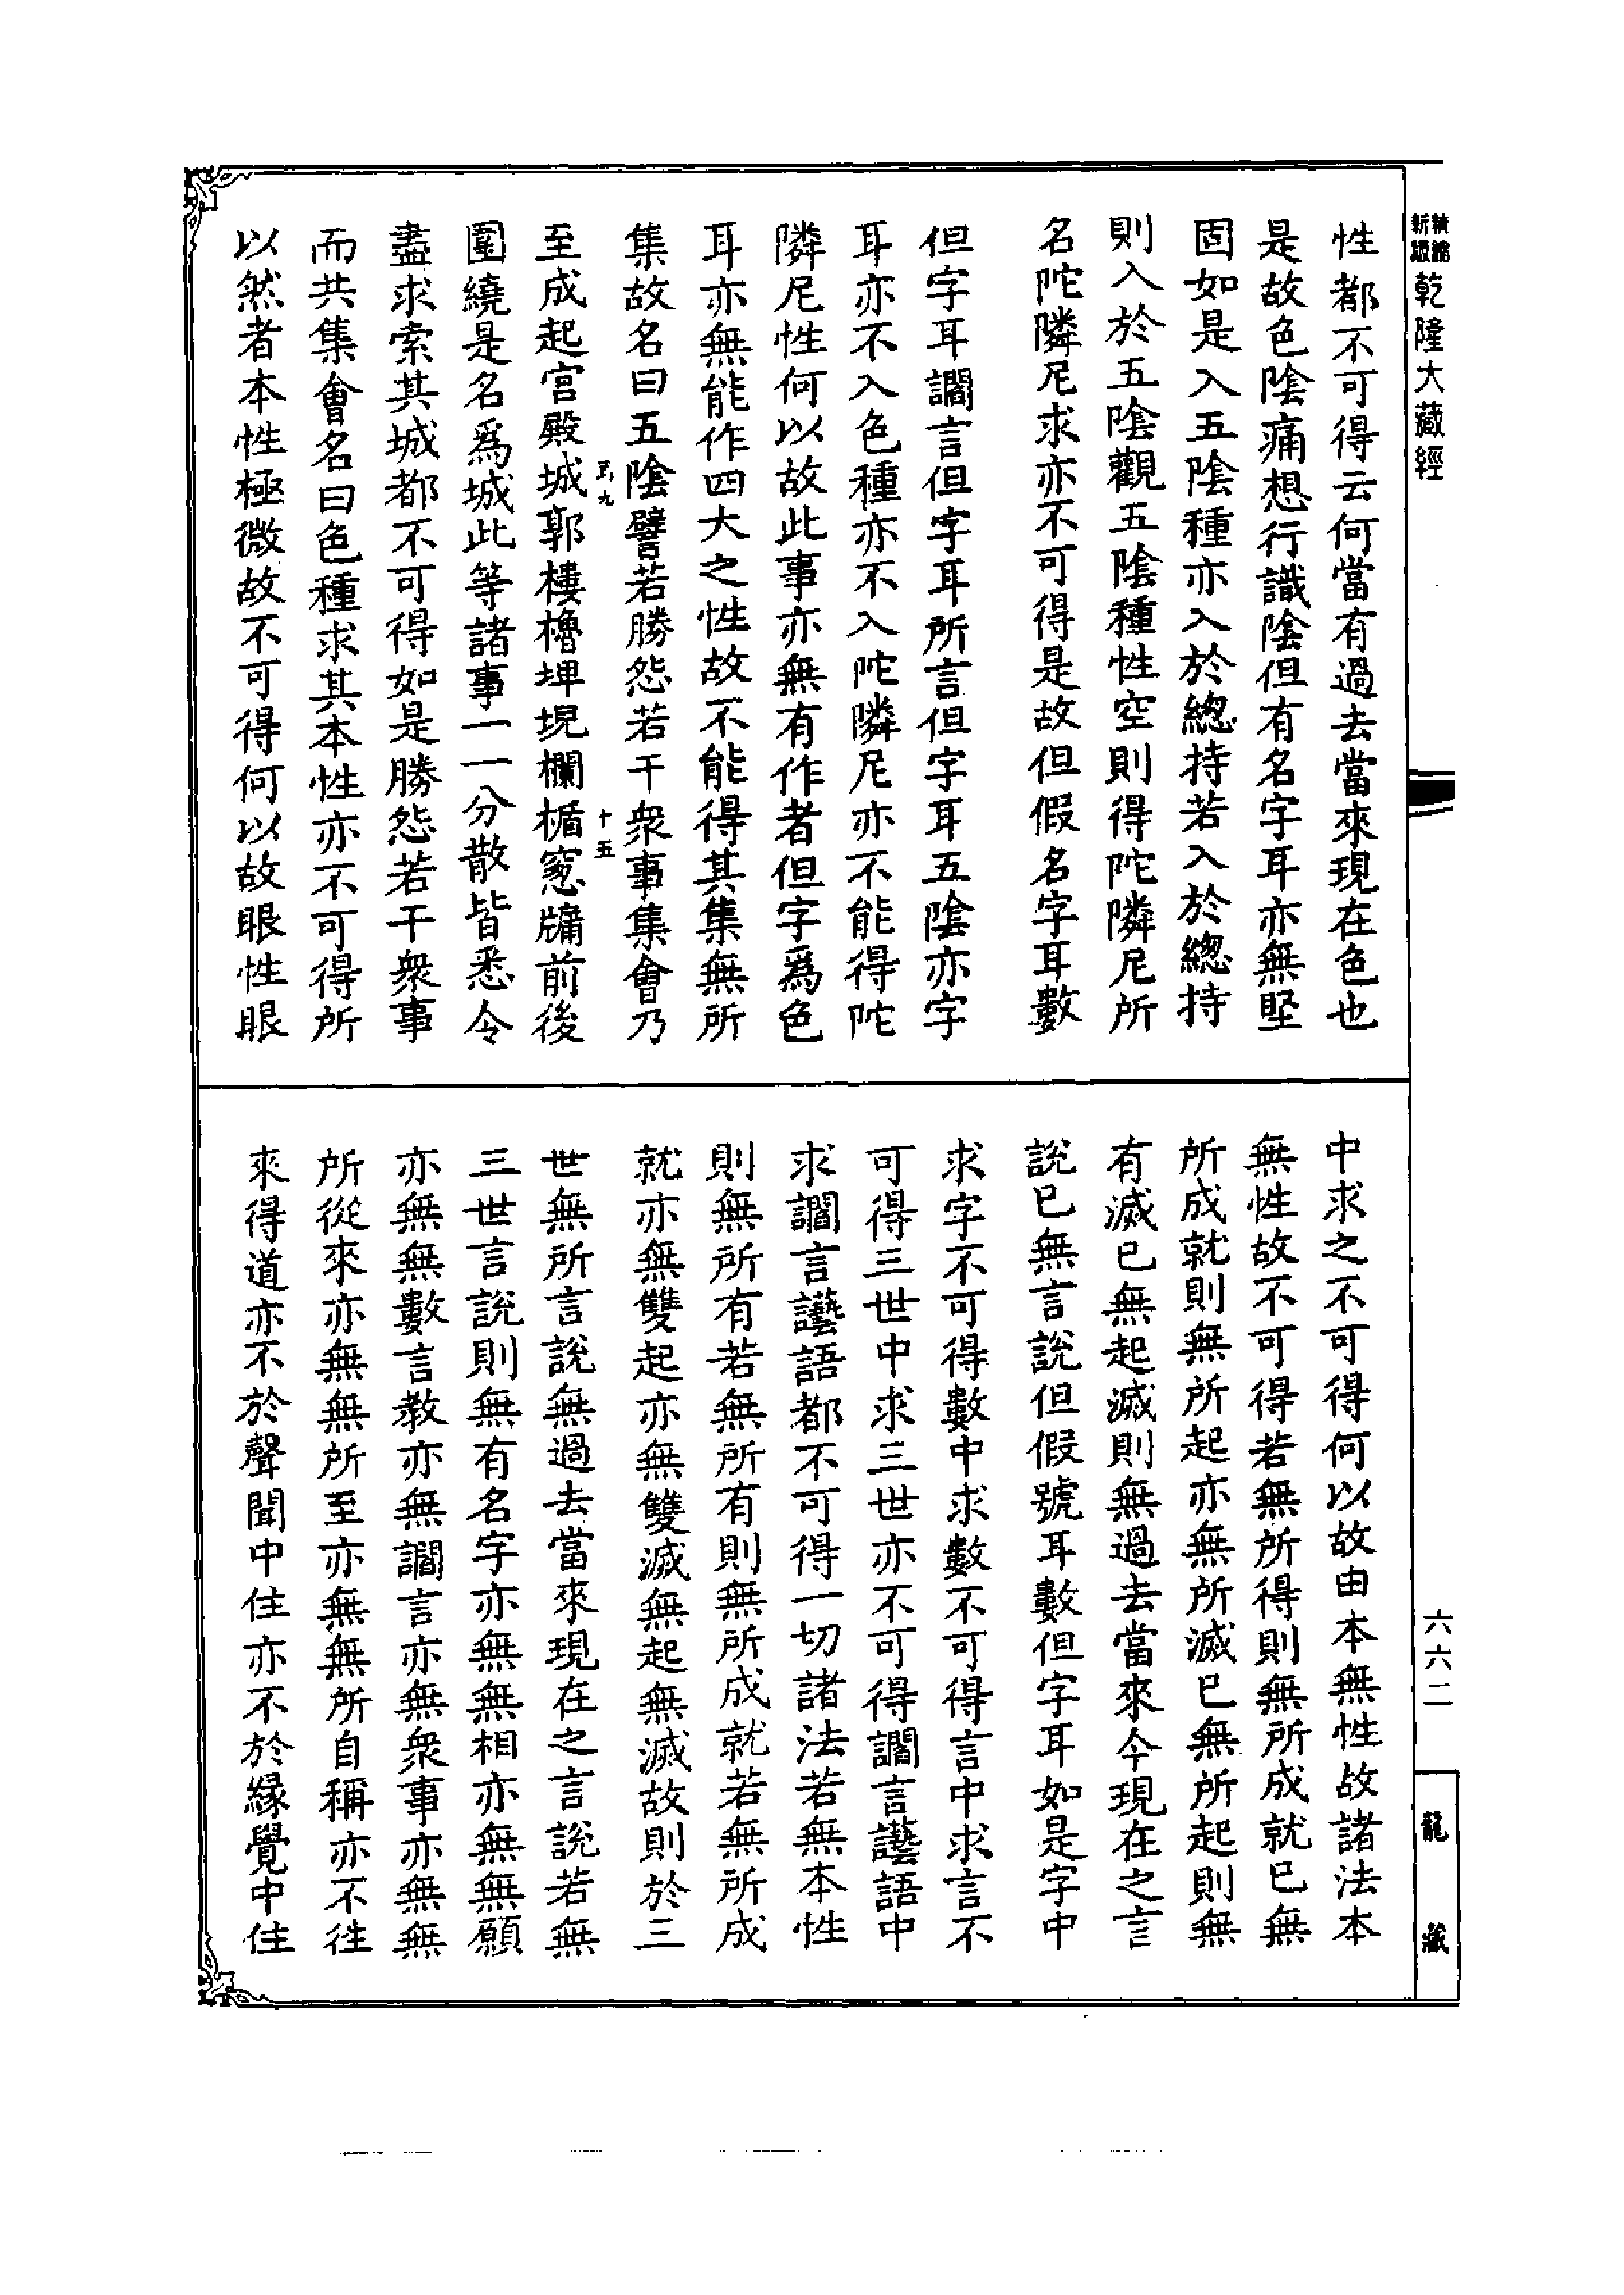 乾隆大藏經
性都不可得云何當有過去當來現在色也
是故色陰痛想行識陰但有名字耳亦無堅
固如是入五陰種亦入於總持若入於總持
則入於五陰觀五陰種性空則得陀隣尼所
名陀隣尼求亦不可得是故但假名字耳數
但字耳讇言但字耳所言但字耳五陰亦字
耳亦不入色種亦不入陀隣尼亦不能得陀
隣尼性何以故此事亦無有作者但字爲色
耳亦無能作四大之性故不能得其集無所
集故名曰五陰譬若勝怨若干衆事集會乃
十五
至成起宮殿城郭樓櫓埤堄欄楯窻牖前後
圍繞是名爲城此等諸事一一分散皆悉令
盡求索其城都不可得如是勝怨若干衆事
而共集會名曰色種求其本性亦不可得所
以然者本性極微故不可得何以故眼性眼
中求之不可得何以故由本無性故諸法本
無性故不可得若無所得則無所成就已無
所成就則無所起亦無所滅已無所起則無
有滅已無起滅則無過去當來今現在之言
說已無言說但假號耳數但字耳如是字中
求字不可得數中求數不可得言中求言不
可得三世中求三世亦不可得讇言讛語中
求讇言讛語都不可得一切諸法若無本性
則無所有若無所有則無所成就若無所成
就亦無雙起亦無雙滅無起無滅故則於三
世無所言說無過去當來現在之言說若無
三世言說則無有名字亦無無相亦無無願
亦無無數言教亦無讇言亦無衆事亦無無
所從來亦無無所至亦無無所自稱亦不徃
來得道亦不於聲聞中住亦不於緣覺中住
六六二
龍藏